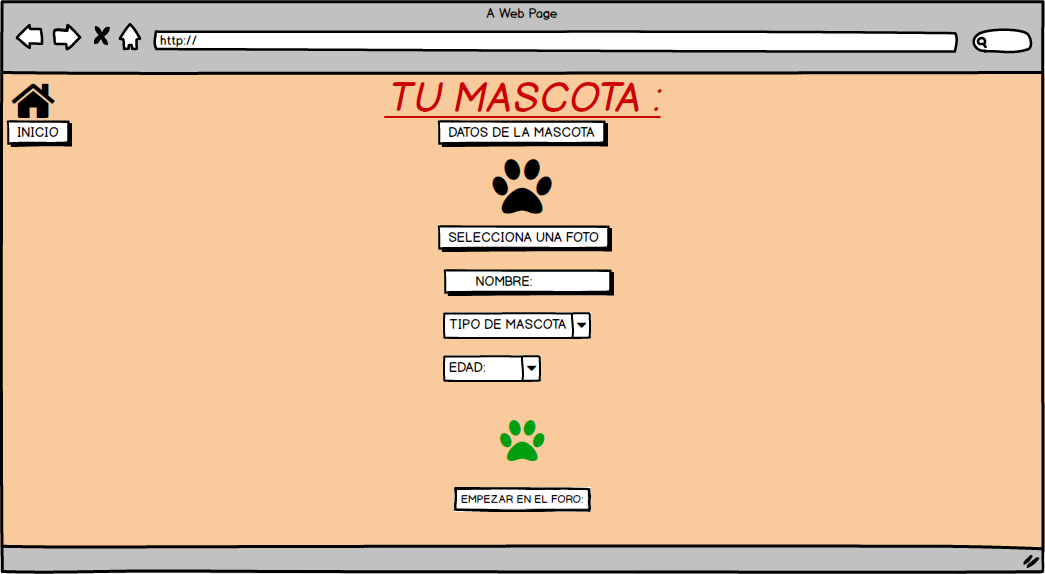 A Web Page
http://
TU MASCOTA :
INICIO
DATOS DE LA MASCOTA
SELECCIONA UNA FOTO
NOMBRE:
TIPO DE MASCOTA
EDAD:
EMPEZAR EN EL FORO: